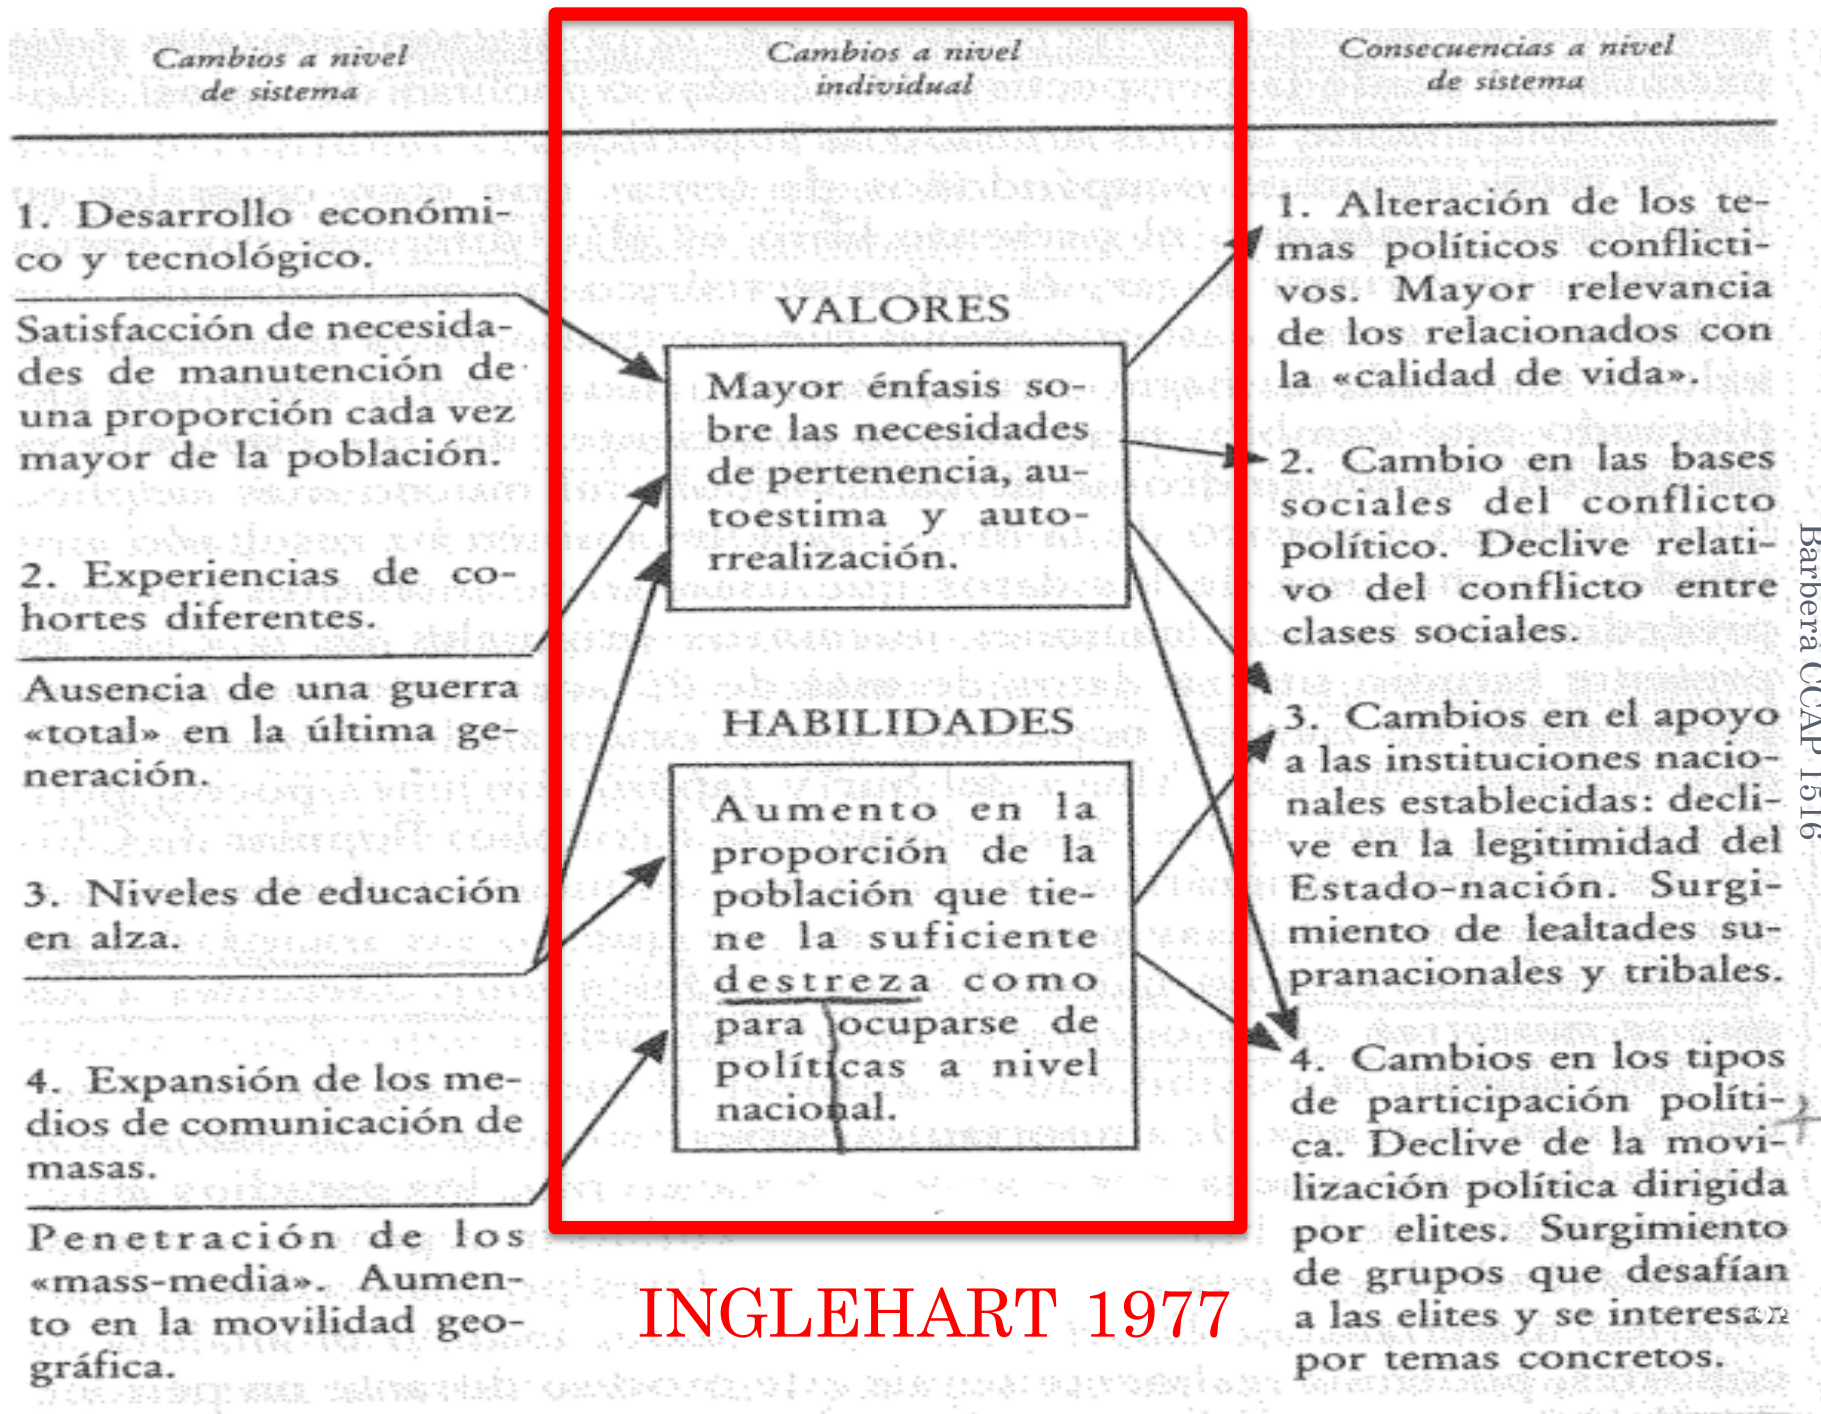 Cambios a nivel
de sistema
Cambios a nivel
individual
Consecuencias a nivel
de sistema
1. Desarrollo económi-
co y tecnológico.
Satisfacción de necesida-
des de manutención de
una proporción cada vez
mayor de la población.
2. Experiencias de co-
hortes diferentes.
Ausencia de una guerra
«total» en la última ge-
neración.
3. Niveles de educación
en alza.
4. Expansión de los me-
dios de comunicación de
masas.
Penetración de los
«mass-media». Aumen-
to en la movilidad geo-
gráfica.
VALORES
Mayor énfasis so-
bre las necesidades
de pertenencia, au-
toestima y auto-
rrealización.
HABILIDADES
Aumento en la
proporción de la
población que tie-
ne la suficiente
destreza como
para ocuparse de
políticas a nivel
nacional.
1. Alteración de los te-
mas políticos conflicti-
vos. Mayor relevancia
de los relacionados con
la «calidad de vida».
2. Cambio en las bases
sociales del conflicto
político. Declive relati-
vo del conflicto entre
clases sociales.
3. Cambios en el apoyo
a las instituciones nacio-
nales establecidas: decli-
ve en la legitimidad del
Estado-nación. Surgi-
miento de lealtades su-
pranacionales y tribales.
4. Cambios en los tipos
de participación políti-
ca. Declive de la movi-
lización política dirigida
por elites. Surgimiento
de grupos que desafían
a las elites y se interesan
por temas concretos.
INGLEHART 1977
Barberà CCAP 1516